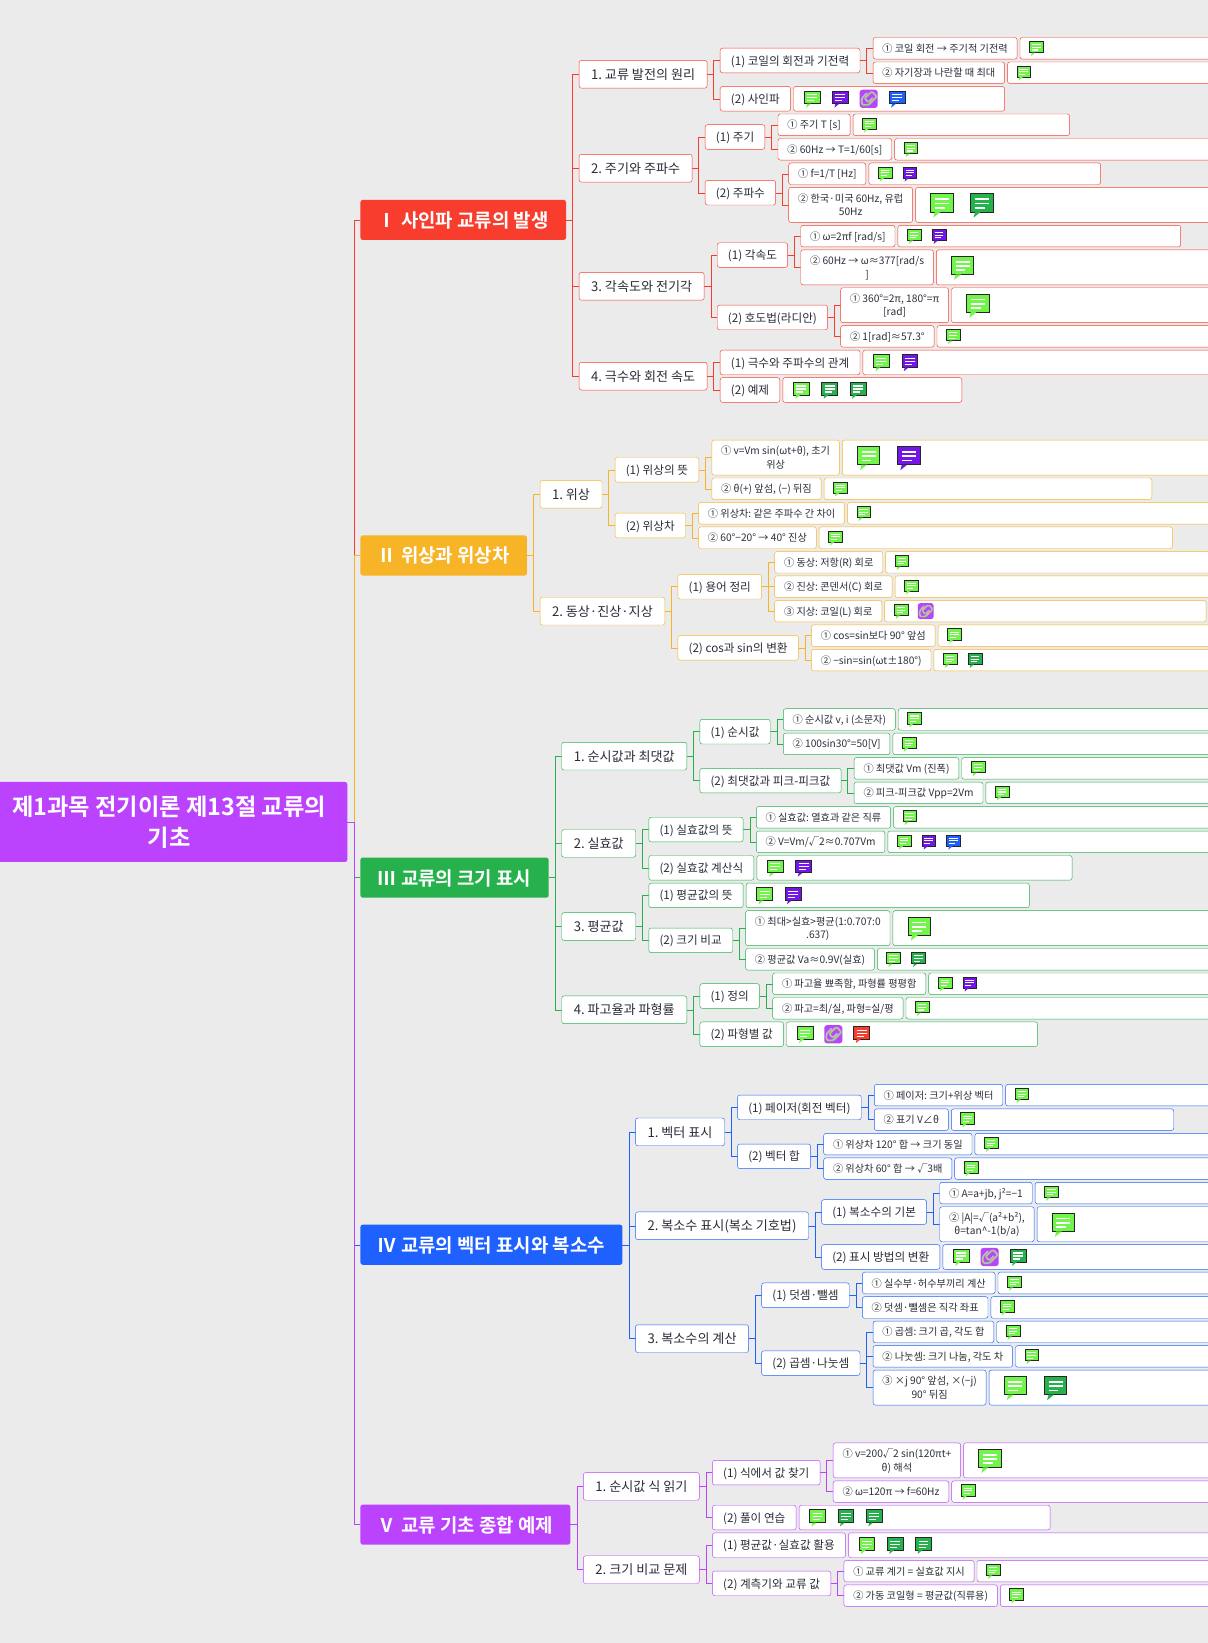 제1과목 전기이론 제13절 교류의
기초
Ⅰ 사인파 교류의 발생
1. 교류 발전의 원리
(1) 코일의 회전과 기전력
① 코일 회전 → 주기적 기전력
② 자기장과 나란할 때 최대
(2) 사인파
2. 주기와 주파수
(1) 주기
① 주기 T [s]
② 60Hz → T=1/60[s]
(2) 주파수
① f=1/T [Hz]
② 한국·미국 60Hz, 유럽
50Hz
3. 각속도와 전기각
(1) 각속도
① ω=2πf [rad/s]
② 60Hz → ω≈377[rad/s
]
(2) 호도법(라디안)
① 360°=2π, 180°=π
[rad]
② 1[rad]≈57.3°
4. 극수와 회전 속도
(1) 극수와 주파수의 관계
(2) 예제
Ⅱ 위상과 위상차
1. 위상
(1) 위상의 뜻
① v=Vm sin(ωt+θ), 초기
위상
② θ(+) 앞섬, (−) 뒤짐
(2) 위상차
① 위상차: 같은 주파수 간 차이
② 60°−20° → 40° 진상
2. 동상·진상·지상
(1) 용어 정리
① 동상: 저항(R) 회로
② 진상: 콘덴서(C) 회로
③ 지상: 코일(L) 회로
(2) cos과 sin의 변환
① cos=sin보다 90° 앞섬
② −sin=sin(ωt±180°)
Ⅲ 교류의 크기 표시
1. 순시값과 최댓값
(1) 순시값
① 순시값 v, i (소문자)
② 100sin30°=50[V]
(2) 최댓값과 피크-피크값
① 최댓값 Vm (진폭)
② 피크-피크값 Vpp=2Vm
2. 실효값
(1) 실효값의 뜻
① 실효값: 열효과 같은 직류
② V=Vm/√2≈0.707Vm
(2) 실효값 계산식
3. 평균값
(1) 평균값의 뜻
(2) 크기 비교
① 최대>실효>평균(1:0.707:0
.637)
② 평균값 Va≈0.9V(실효)
4. 파고율과 파형률
(1) 정의
① 파고율 뾰족함, 파형률 평평함
② 파고=최/실, 파형=실/평
(2) 파형별 값
Ⅳ 교류의 벡터 표시와 복소수
1. 벡터 표시
(1) 페이저(회전 벡터)
① 페이저: 크기+위상 벡터
② 표기 V∠θ
(2) 벡터 합
① 위상차 120° 합 → 크기 동일
② 위상차 60° 합 → √3배
2. 복소수 표시(복소 기호법)
(1) 복소수의 기본
① A=a+jb, j²=−1
② |A|=√(a²+b²),
θ=tan^-1(b/a)
(2) 표시 방법의 변환
3. 복소수의 계산
(1) 덧셈·뺄셈
① 실수부·허수부끼리 계산
② 덧셈·뺄셈은 직각 좌표
(2) 곱셈·나눗셈
① 곱셈: 크기 곱, 각도 합
② 나눗셈: 크기 나눔, 각도 차
③ ×j 90° 앞섬, ×(−j)
90° 뒤짐
Ⅴ 교류 기초 종합 예제
1. 순시값 식 읽기
(1) 식에서 값 찾기
① v=200√2 sin(120πt+
θ) 해석
② ω=120π → f=60Hz
(2) 풀이 연습
2. 크기 비교 문제
(1) 평균값·실효값 활용
(2) 계측기와 교류 값
① 교류 계기 = 실효값 지시
② 가동 코일형 = 평균값(직류용)